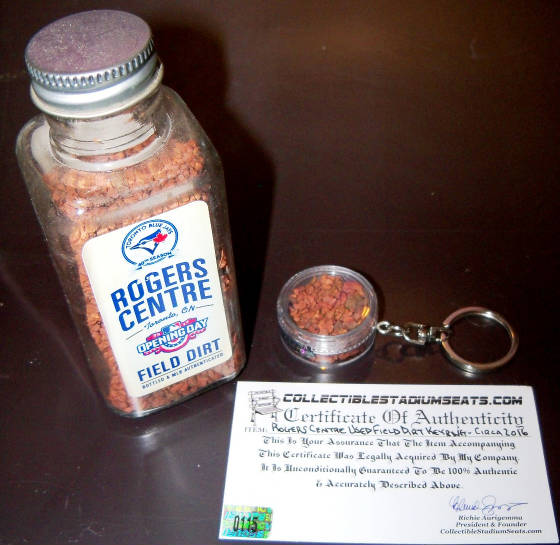 TORONTO BLUE JAYS
40TH SEASON
ROGERS
CENTRE
Toronto, ON
OPENING DAY
FIELD DIRT
BOTTLED & MLB AUTHENTICATED
COLLECTIBLESTADIUMSEATS.COM
Certificate Of Authenticity
ITEM: ROGERS CENTRE USED FIELD DIRT KEYRING - CIRCA 2016
This Is Your Assurance That The Item Accompanying
This Certificate Was Legally Acquired By My Company.
It Is Unconditionally Guaranteed To Be 100% Authentic
& Accurately Described Above.
Richie Aurigemma
President & Founder
CollectibleStadiumSeats.com
0115